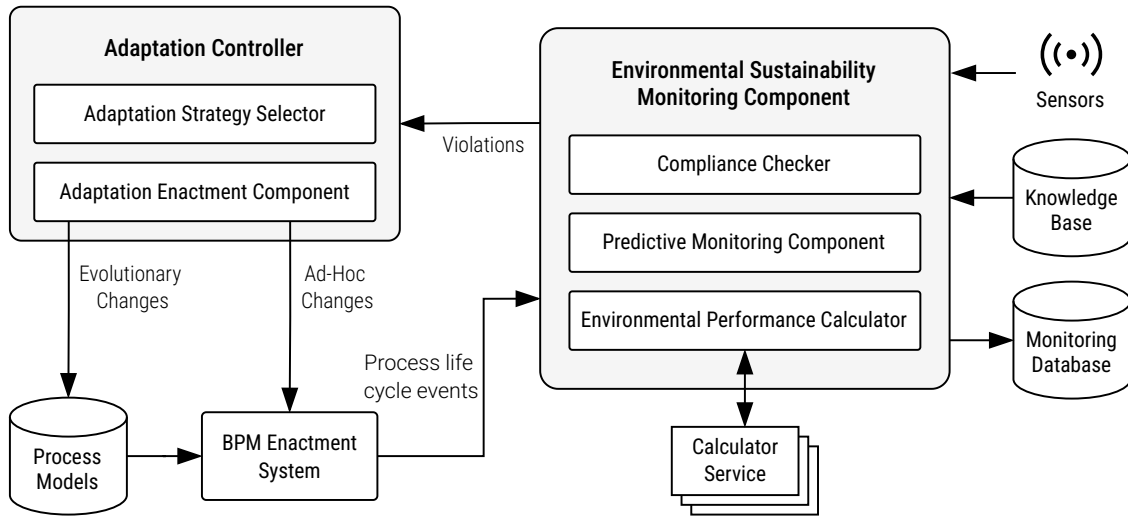 Adaptation Controller
Adaptation Strategy Selector
Adaptation Enactment Component
Violations
Environmental Sustainability
Monitoring Component
Compliance Checker
Predictive Monitoring Component
Environmental Performance Calculator
Sensors
Knowledge
Base
Monitoring
Database
Evolutionary
Changes
Ad-Hoc
Changes
Process life
cycle events
Process
Models
BPM Enactment
System
Calculator
Service